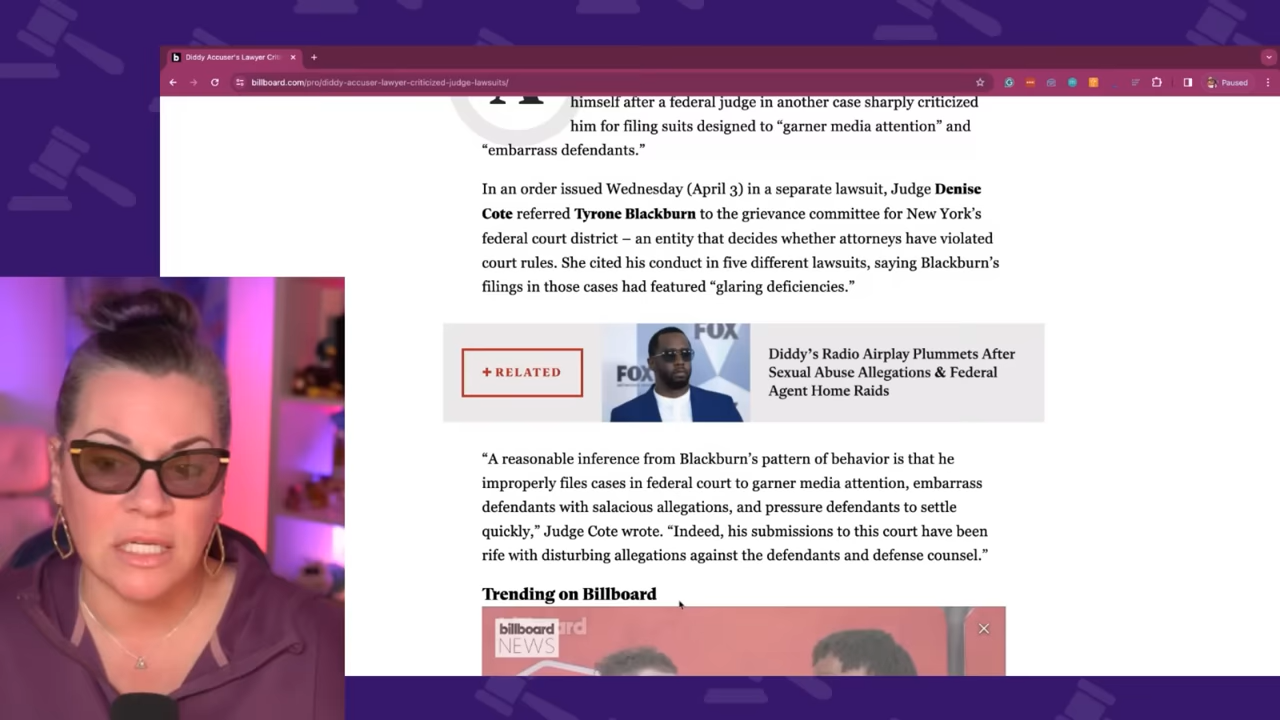 Diddy Accuser's Lawyer Crit
billboard.com/pro/diddy-accuser-lawyer-criticized-judge-lawsuits/
Paused
himself after a federal judge in another case sharply criticized
him for filing suits designed to “garner media attention” and
“embarrass defendants.”
In an order issued Wednesday (April 3) in a separate lawsuit, Judge Denise
Cote referred Tyrone Blackburn to the grievance committee for New York’s
federal court district – an entity that decides whether attorneys have violated
court rules. She cited his conduct in five different lawsuits, saying Blackburn’s
filings in those cases had featured “glaring deficiencies.”
+ RELATED
FOX
FOX
Diddy’s Radio Airplay Plummets After
Sexual Abuse Allegations & Federal
Agent Home Raids
“A reasonable inference from Blackburn’s pattern of behavior is that he
improperly files cases in federal court to garner media attention, embarrass
defendants with salacious allegations, and pressure defendants to settle
quickly,” Judge Cote wrote. “Indeed, his submissions to this court have been
rife with disturbing allegations against the defendants and defense counsel.”
Trending on Billboard
billboard
NEWS